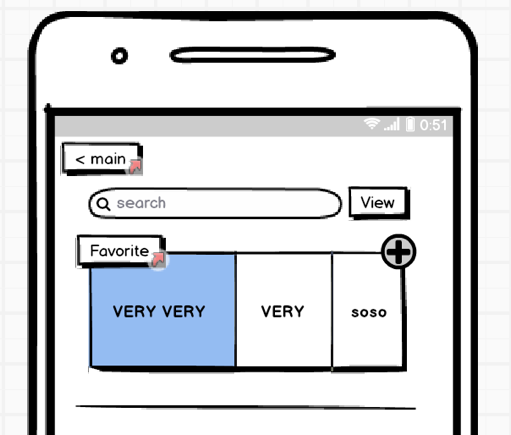 0:51
< main
search
View
Favorite
VERY VERY
VERY
soso